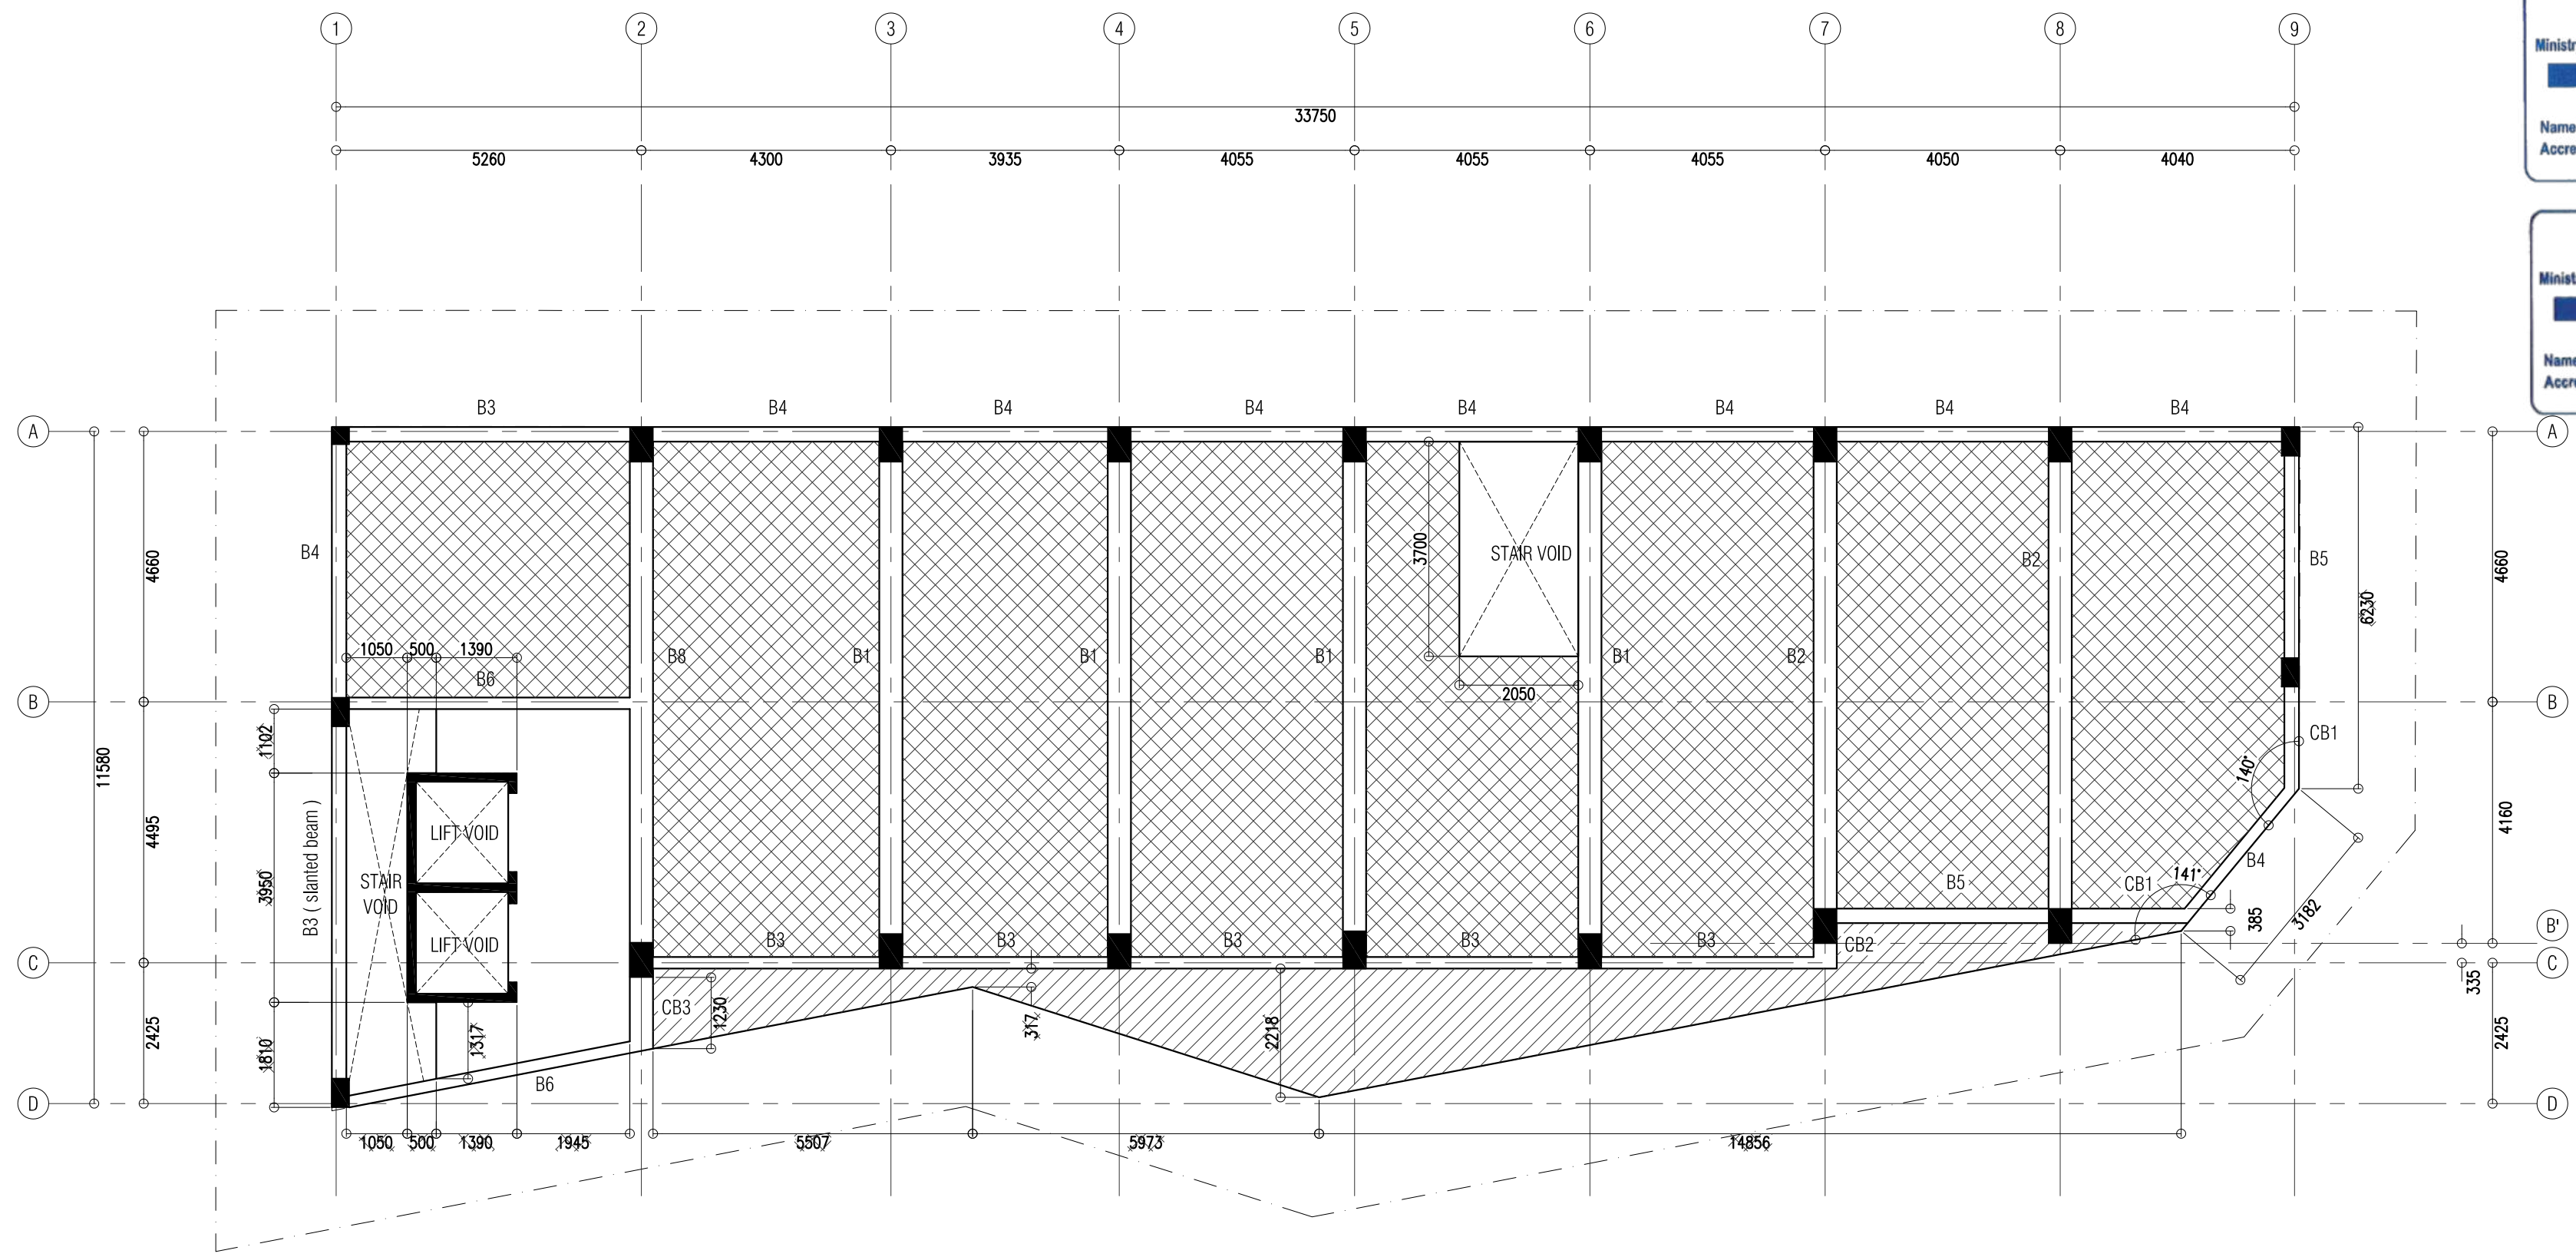 1 2 3 4 5 6 7 8 9
33750
5260 4300 3935 4055 4055 4055 4050 4040
B3 B4 B4 B4 B4 B4 B4 B4
A A
4660 B4 3700 STAIR VOID B2 B5 4660
6230
1050 500 1390
B6 B8 B1 B1 B1 B1 B2
2050
B B
1102 CB1
140°
11580
4495 3950 B3 ( slanted beam ) LIFT VOID 4160
STAIR
VOID
LIFT VOID
B5 CB1 141° B4
385 3182
B3 B3 B3 B3 B3 CB2 B'
C C
335
CB3 1230 317 2218
2425 1810 1317 2425
B6
D D
1050 500 1390 1945 5507 5973 14856